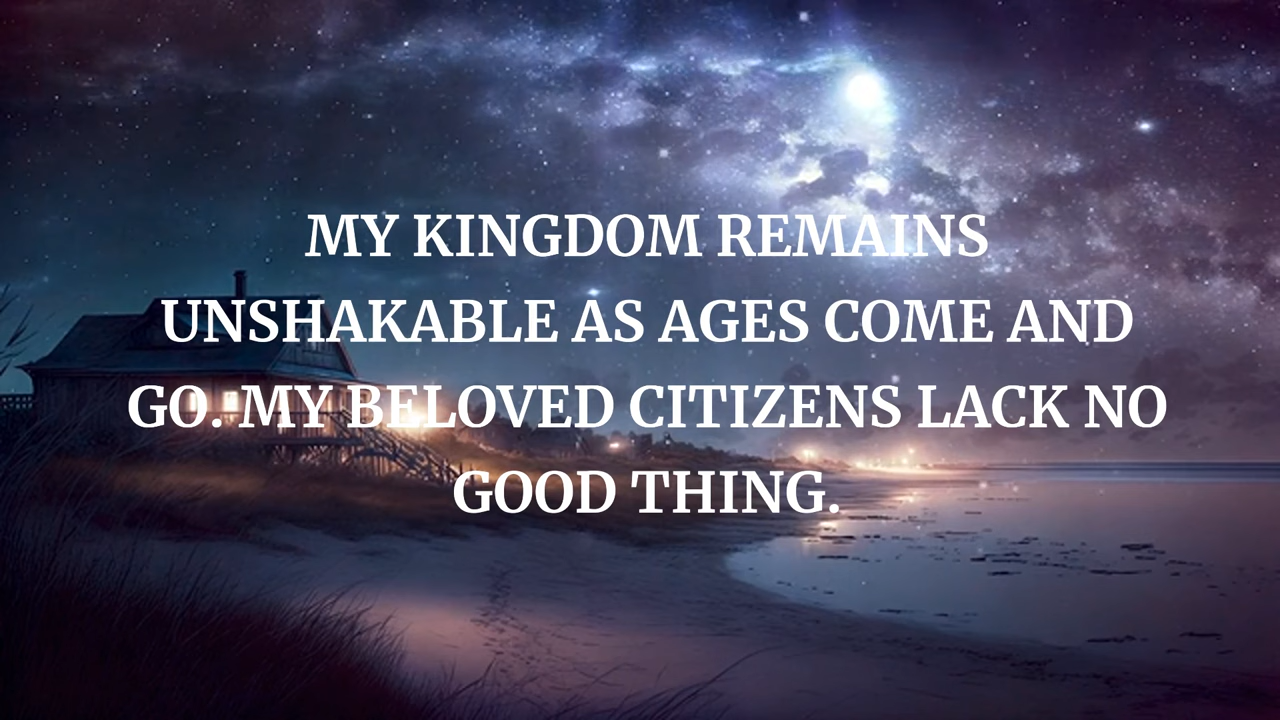 MY KINGDOM REMAINS
UNSHAKABLE AS AGES COME AND
GO. MY BELOVED CITIZENS LACK NO
GOOD THING.